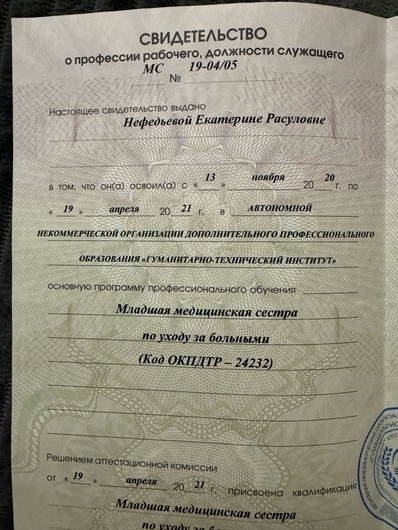 СВИДЕТЕЛЬСТВО
о профессии рабочего, должности служащего
МС 19-04/05
№
Настоящее свидетельство выдано
Нефедьевой Екатерине Расуловне
в том, что он(а) освоил(а) с « 13 » ноября 20 20 г. по
« 19 » апреля 20 21 г. в АВТОНОМНОЙ
НЕКОММЕРЧЕСКОЙ ОРГАНИЗАЦИИ ДОПОЛНИТЕЛЬНОГО ПРОФЕССИОНАЛЬНОГО
ОБРАЗОВАНИЯ «ГУМАНИТАРНО-ТЕХНИЧЕСКИЙ ИНСТИТУТ»
основную программу профессионального обучения
Младшая медицинская сестра
по уходу за больными
(Код ОКПДТР – 24232)
Решением аттестационной комиссии
от « 19 » апреля 20 21 г. присвоена квалификация
Младшая медицинская сестра
по уходу за